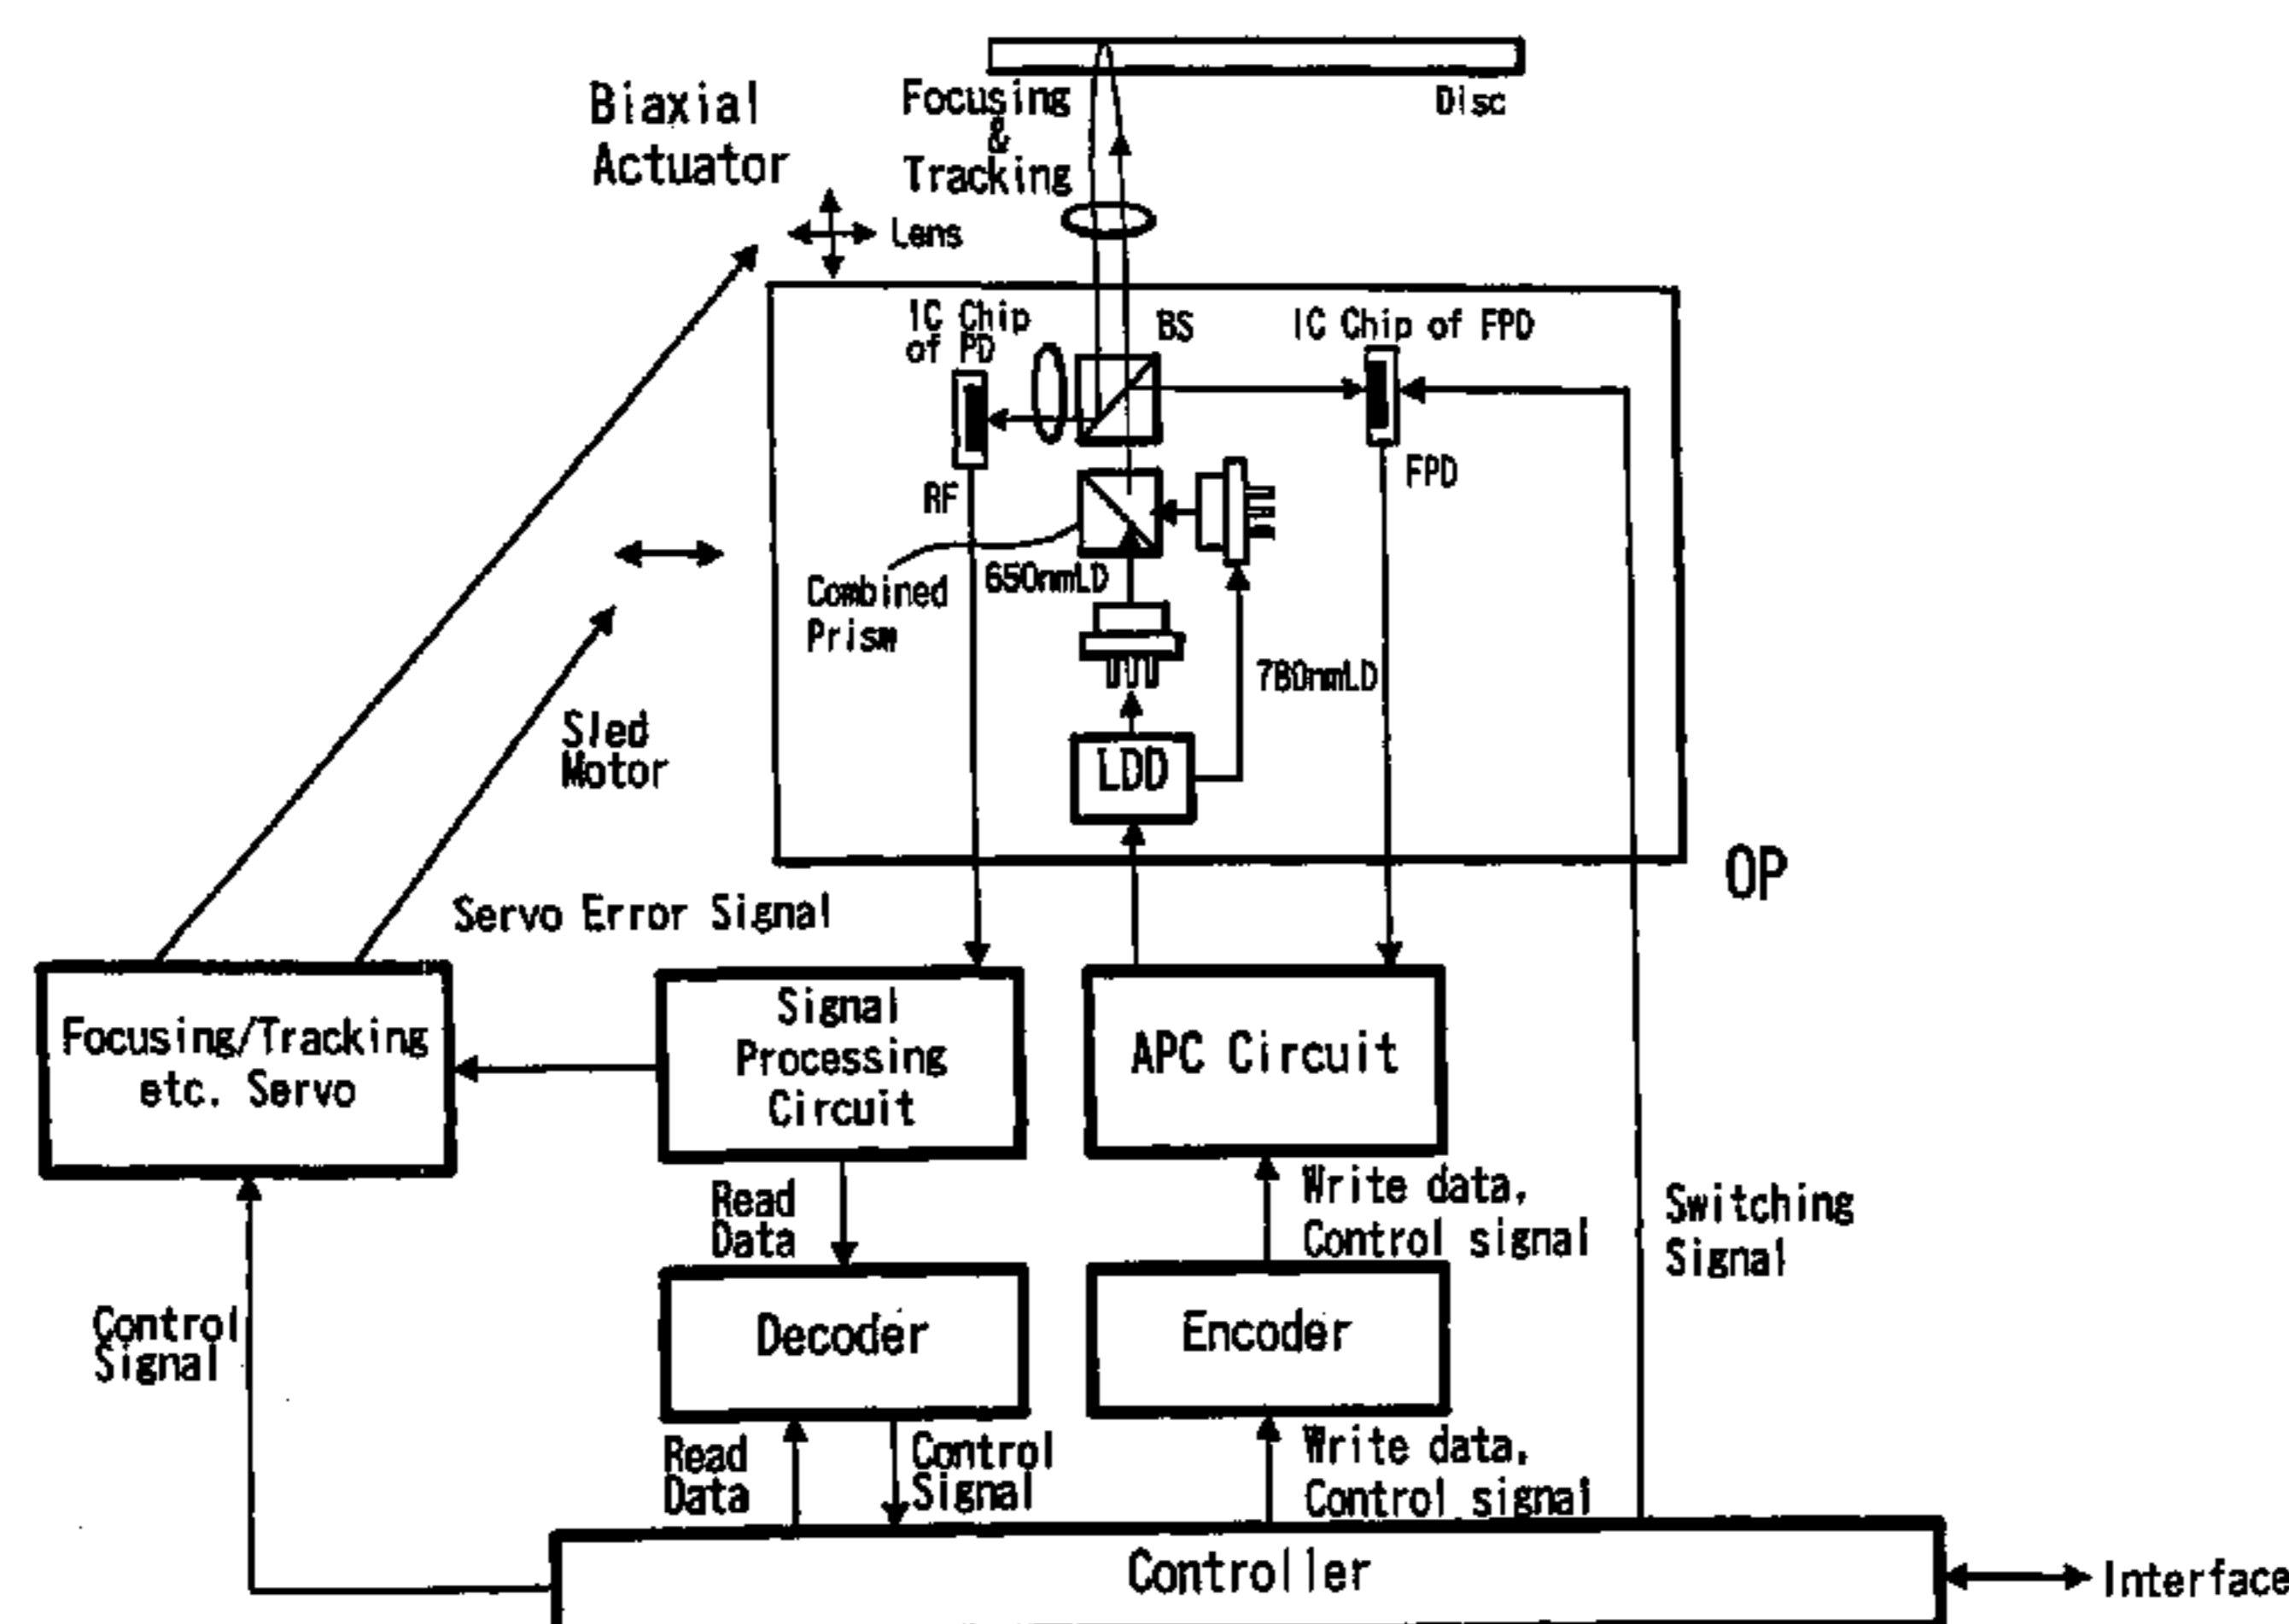 Disc
Biaxial
Actuator
Focusing
&
Tracking
Lens
IC Chip
of PD
BS
IC Chip of FPD
FPD
RF
Combined
Prism
650nmLD
780nmLD
Sled
Motor
LDD
OP
Servo Error Signal
Focusing/Tracking
etc. Servo
Signal
Processing
Circuit
APC Circuit
Read
Data
Write data,
Control signal
Switching
Signal
Control
Signal
Decoder
Encoder
Read
Data
Control
Signal
Write data,
Control signal
Controller
Interface